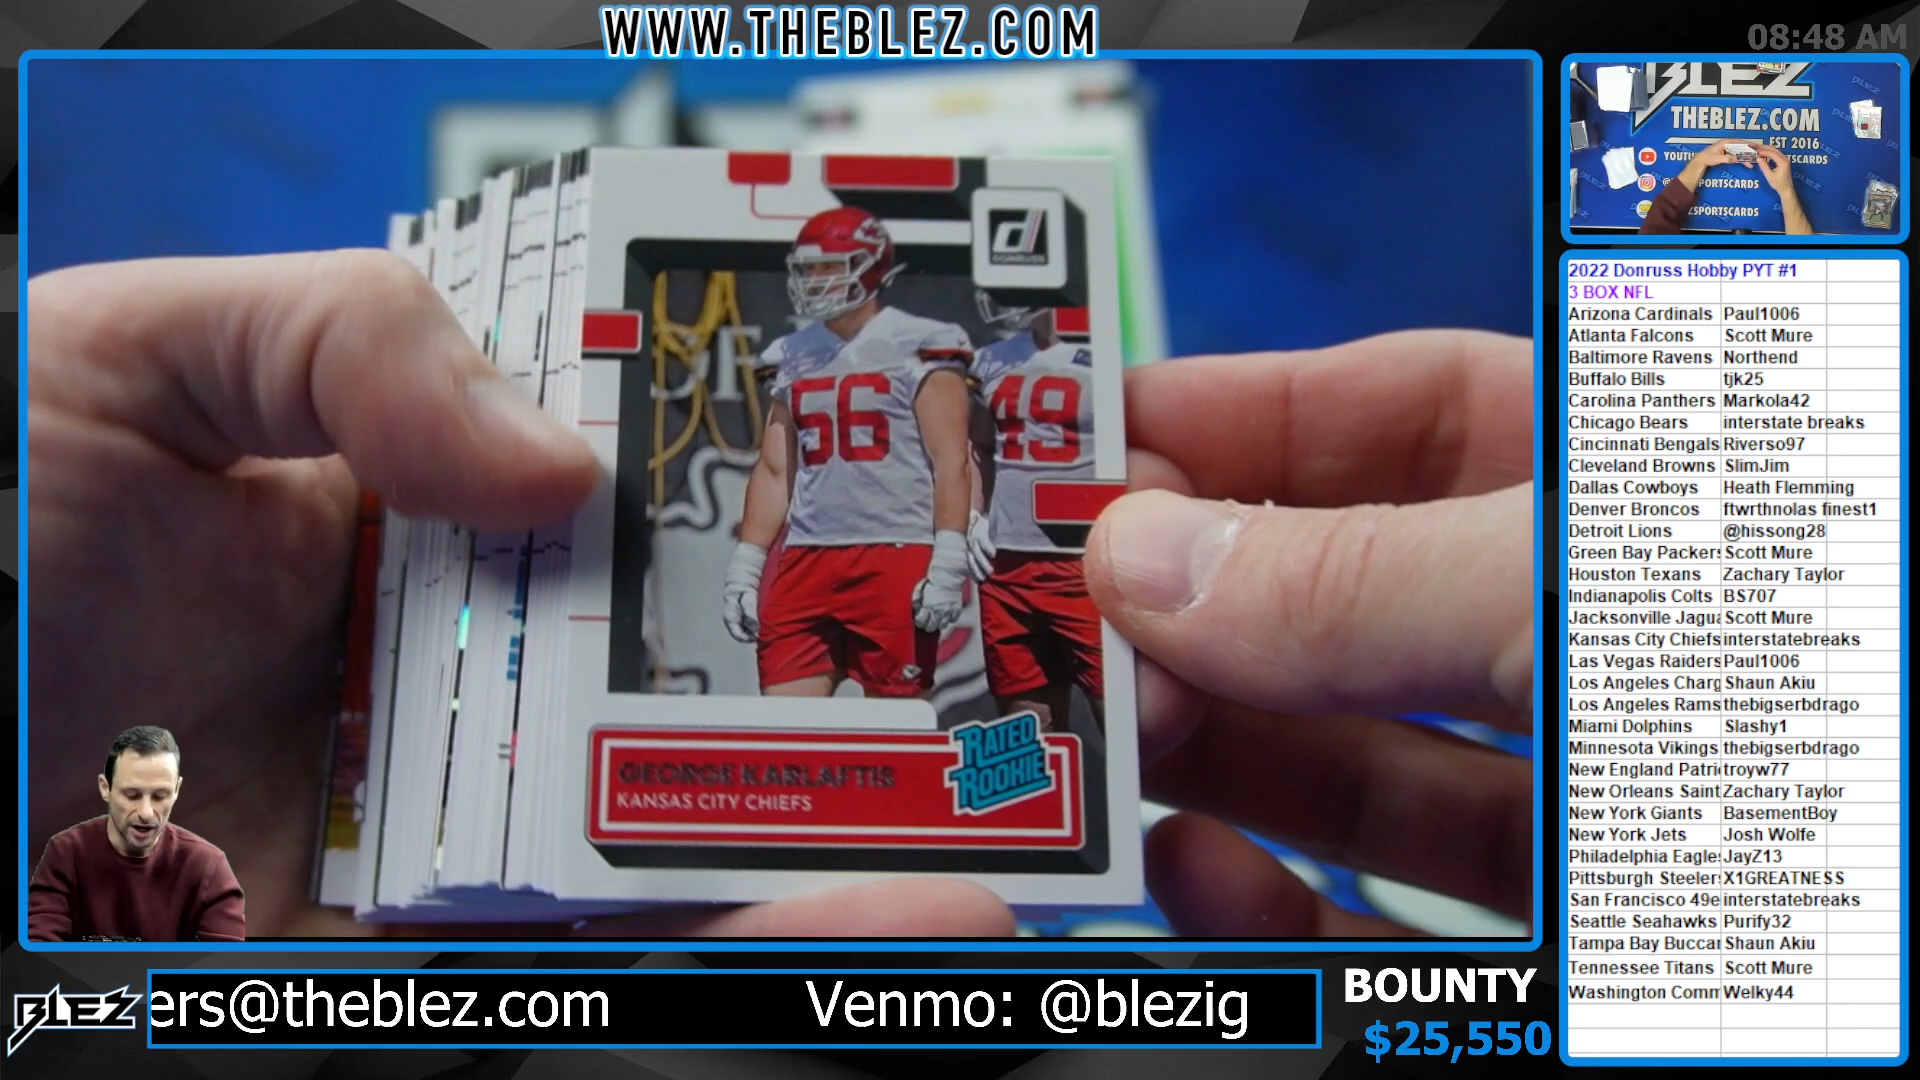 WWW.THEBLEZ.COM
08:48 AM
BLEZ
THEBLEZ.COM
EST 2016
PORTSCARDS
ZSPORTSCARDS
d
DONRUSS
56
49
GEORGE KARLAFTIS
KANSAS CITY CHIEFS
RATED
ROOKIE
2022 Donruss Hobby PYT #1
3 BOX NFL
Arizona Cardinals Paul1006
Atlanta Falcons Scott Mure
Baltimore Ravens Northend
Buffalo Bills tjk25
Carolina Panthers Markola42
Chicago Bears interstate breaks
Cincinnati Bengals Riverso97
Cleveland Browns SlimJim
Dallas Cowboys Heath Flemming
Denver Broncos ftwrthnolas finest1
Detroit Lions @hissong28
Green Bay Packers Scott Mure
Houston Texans Zachary Taylor
Indianapolis Colts BS707
Jacksonville Jagua Scott Mure
Kansas City Chiefs interstatebreaks
Las Vegas Raiders Paul1006
Los Angeles Charg Shaun Akiu
Los Angeles Rams thebigserbdrago
Miami Dolphins Slashy1
Minnesota Vikings thebigserbdrago
New England Patri troyw77
New Orleans Saint Zachary Taylor
New York Giants BasementBoy
New York Jets Josh Wolfe
Philadelphia Eagle JayZ13
Pittsburgh Steeler X1GREATNESS
San Francisco 49e interstatebreaks
Seattle Seahawks Purify32
Tampa Bay Buccar Shaun Akiu
Tennessee Titans Scott Mure
Washington Comm Welky44
BLEZ
ers@theblez.com Venmo: @blezig
BOUNTY
$25,550